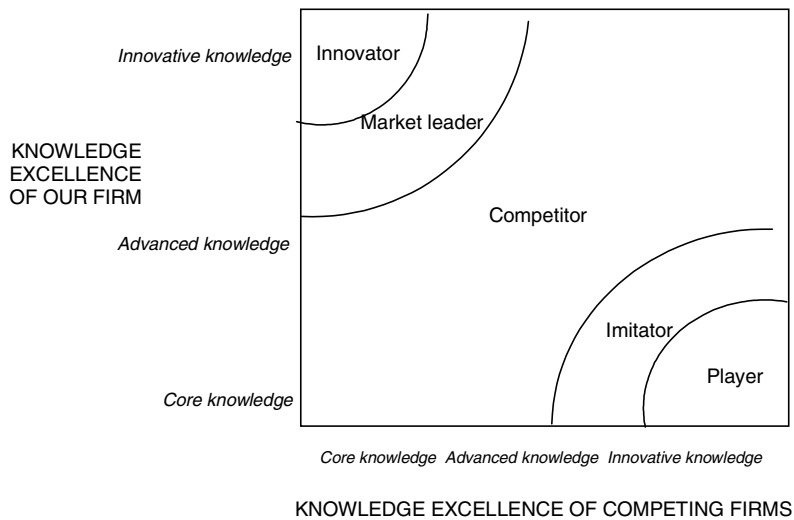 Innovative knowledge
Innovator
Market leader
KNOWLEDGE
EXCELLENCE
OF OUR FIRM
Competitor
Advanced knowledge
Imitator
Player
Core knowledge
Core knowledge Advanced knowledge Innovative knowledge
KNOWLEDGE EXCELLENCE OF COMPETING FIRMS